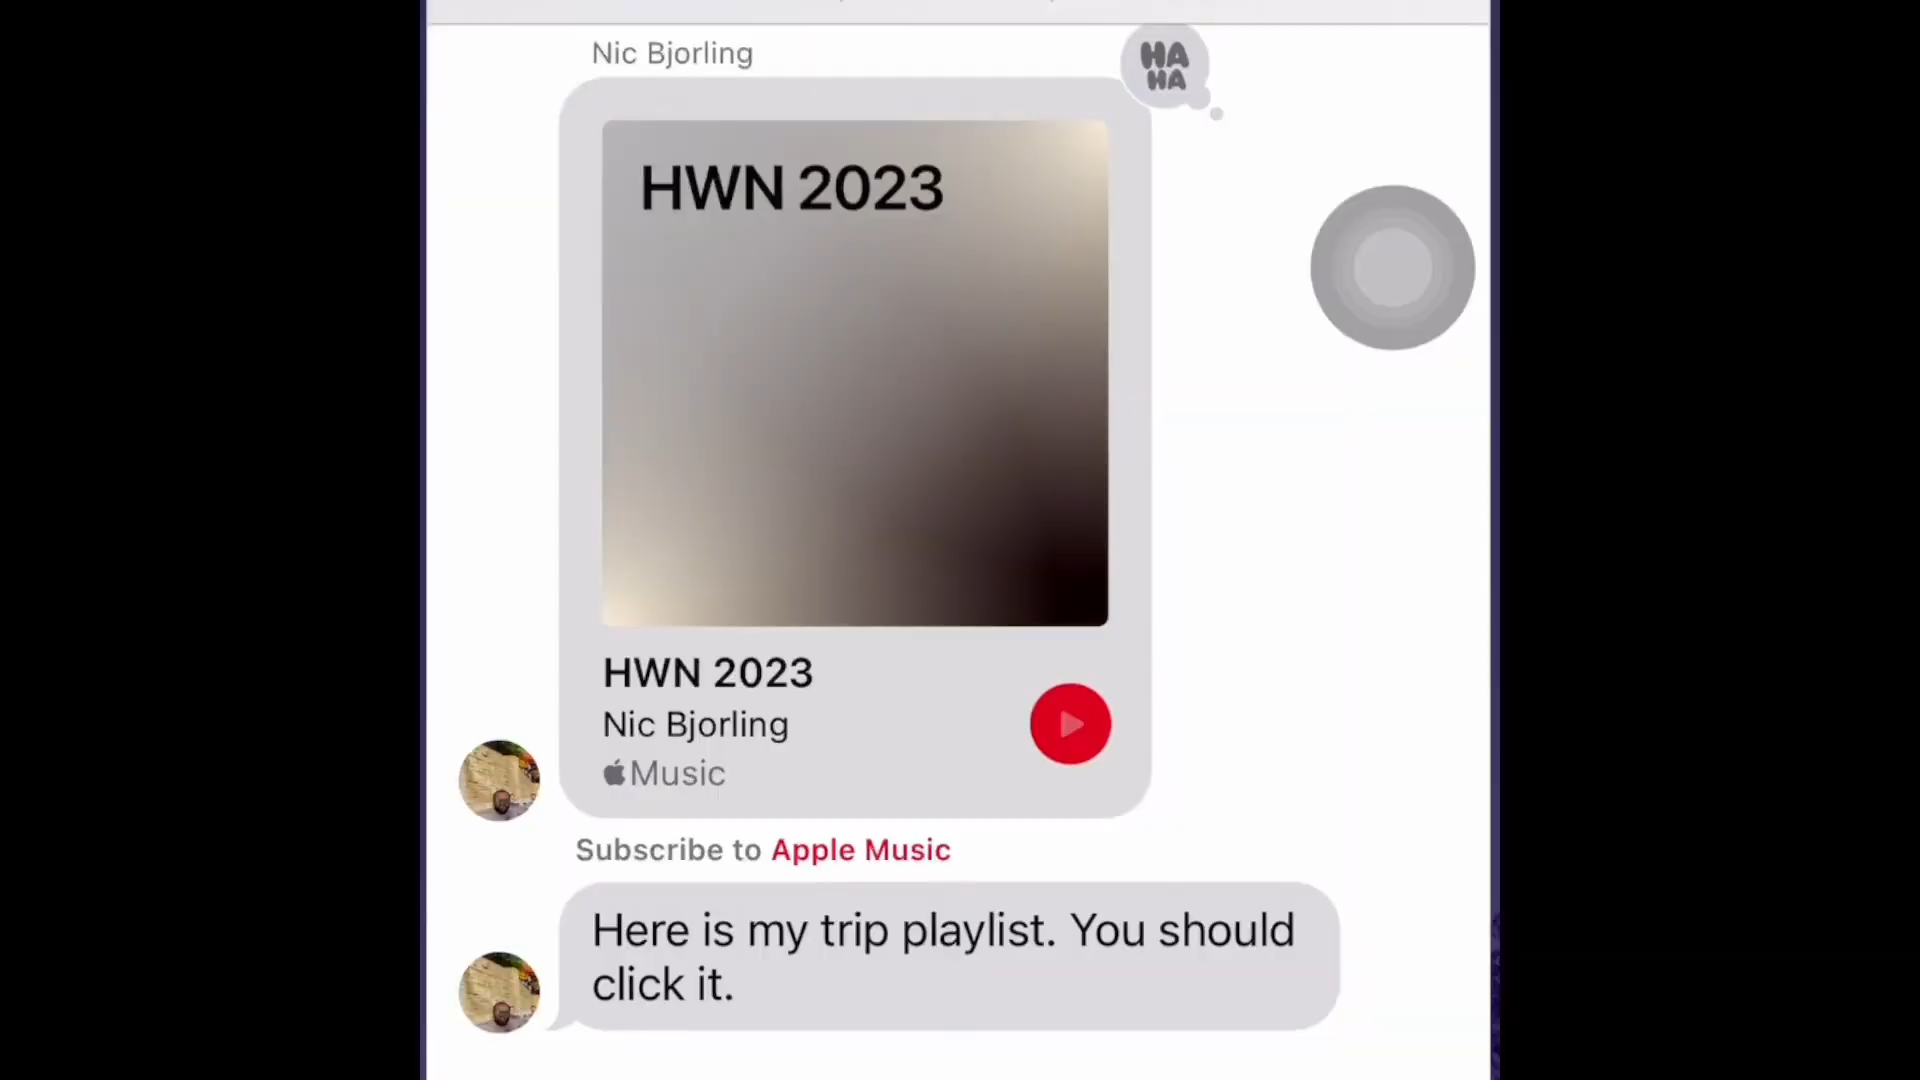 Nic Bjorling
HA
HA
HWN 2023
HWN 2023
Nic Bjorling
Music
Subscribe to Apple Music
Here is my trip playlist. You should
click it.